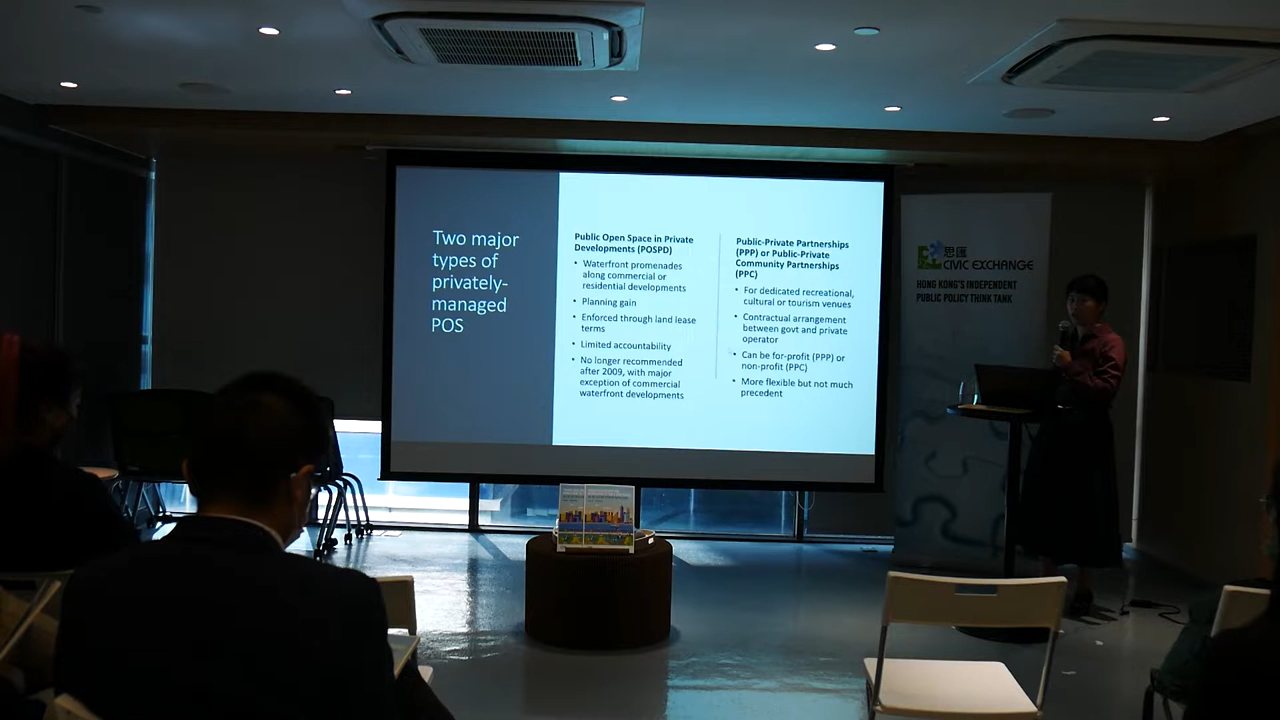 Two major
types of
privately-
managed
POS
Public Open Space in Private
Developments (POSPD)
• Waterfront promenades
along commercial or
residential developments
• Planning gain
• Enforced through land lease
terms
• Limited accountability
• No longer recommended
after 2009, with major
exception of commercial
waterfront developments
Public-Private Partnerships
(PPP) or Public-Private
Community Partnerships
(PPC)
• For dedicated recreational,
cultural or tourism venues
• Contractual arrangement
between govt and private
operator
• Can be for-profit (PPP) or
non-profit (PPC)
• More flexible but not much
precedent
思匯
CIVIC EXCHANGE
HONG KONG'S INDEPENDENT
PUBLIC POLICY THINK TANK